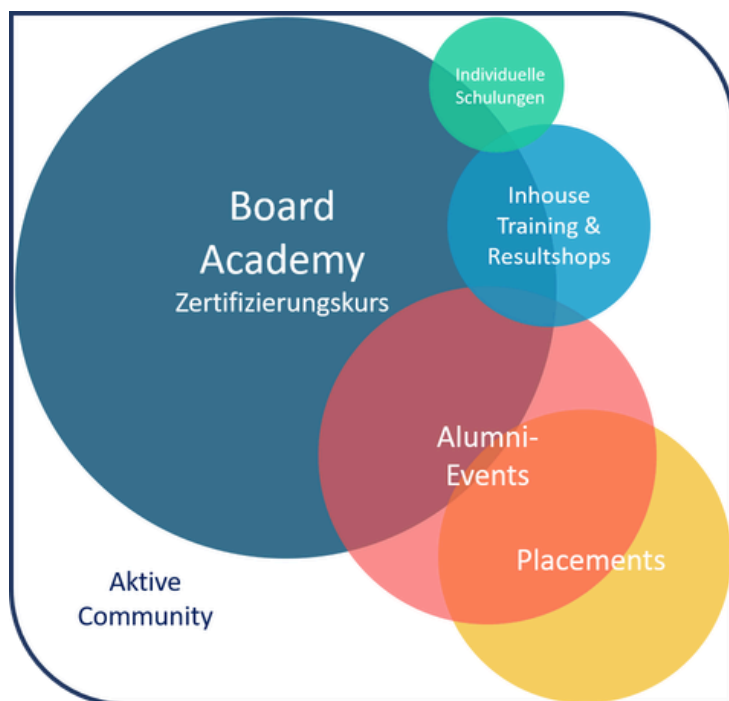 Individuelle
Schulungen
Board
Academy
Zertifizierungskurs
Inhouse
Training &
Resultshops
Alumni-
Events
Placements
Aktive
Community